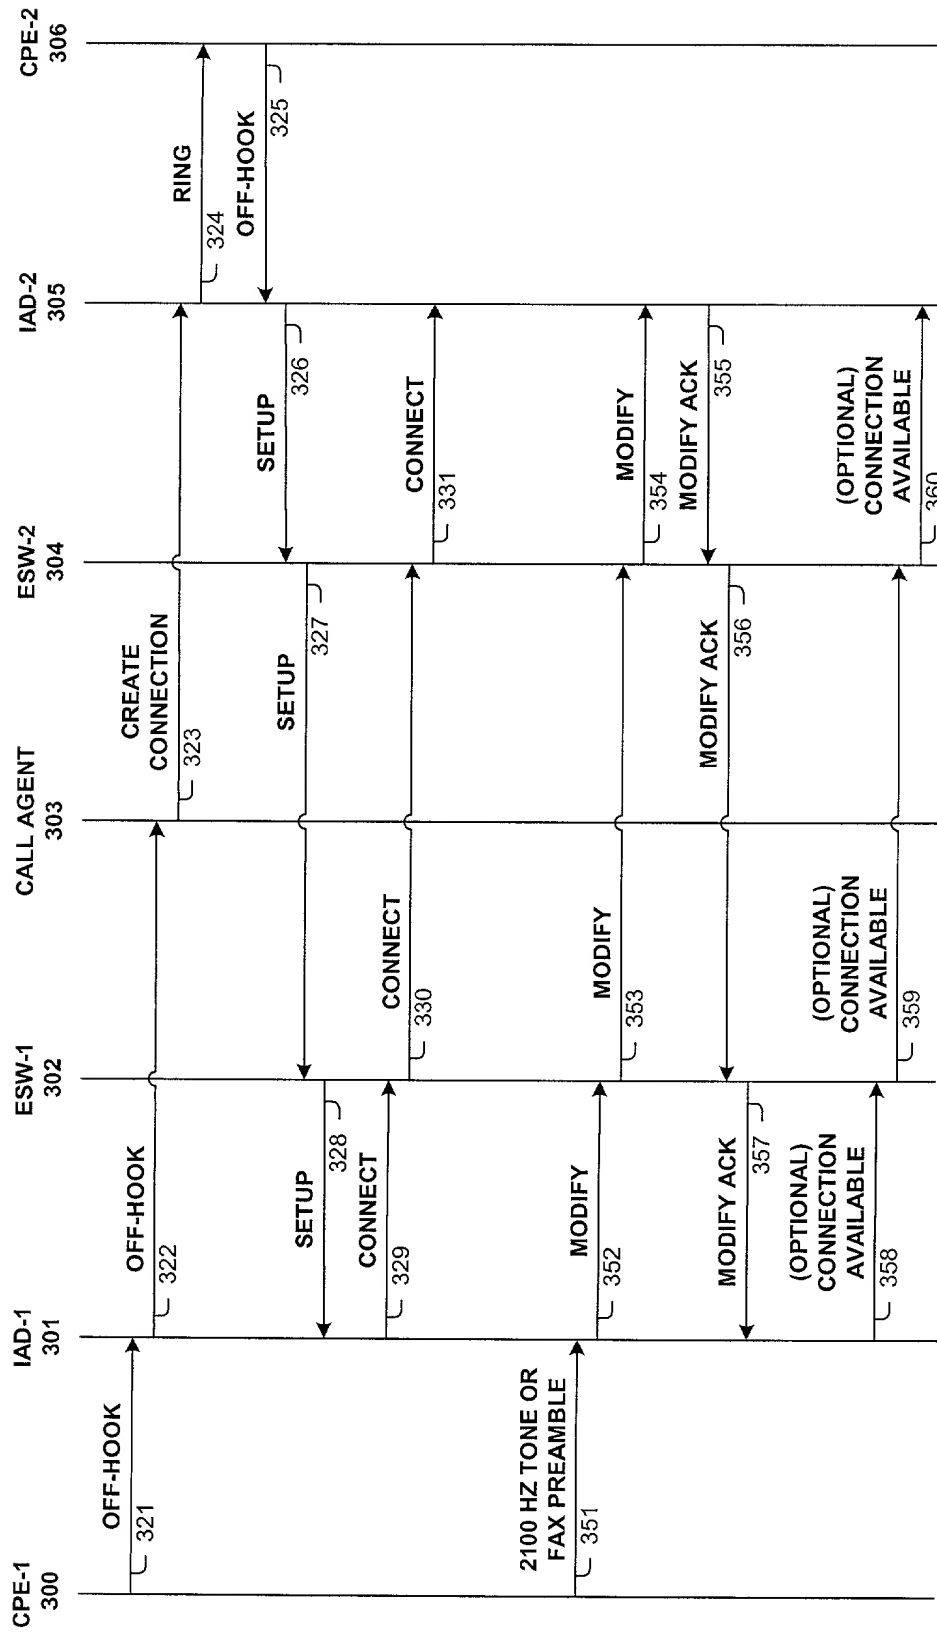 CPE-1
300
IAD-1
301
ESW-1
302
CALL AGENT
303
ESW-2
304
IAD-2
305
CPE-2
306
OFF-HOOK
321
OFF-HOOK
322
CREATE
CONNECTION
323
RING
324
OFF-HOOK
325
SETUP
326
SETUP
327
SETUP
328
CONNECT
329
CONNECT
330
CONNECT
331
2100 HZ TONE OR
FAX PREAMBLE
351
MODIFY
352
MODIFY
353
MODIFY
354
MODIFY ACK
355
MODIFY ACK
356
MODIFY ACK
357
(OPTIONAL)
CONNECTION
AVAILABLE
358
(OPTIONAL)
CONNECTION
AVAILABLE
359
(OPTIONAL)
CONNECTION
AVAILABLE
360